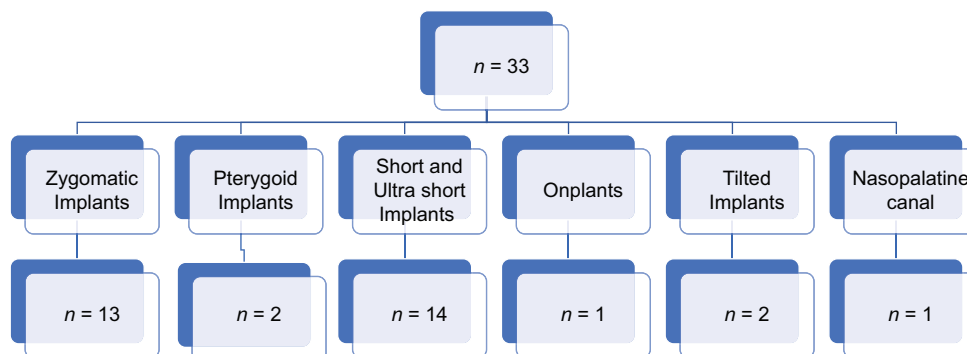 n = 33
Zygomatic
Implants
Pterygoid
Implants
Short and
Ultra short
Implants
Onplants
Tilted
Implants
Nasopalatine
canal
n = 13
n = 2
n = 14
n = 1
n = 2
n = 1